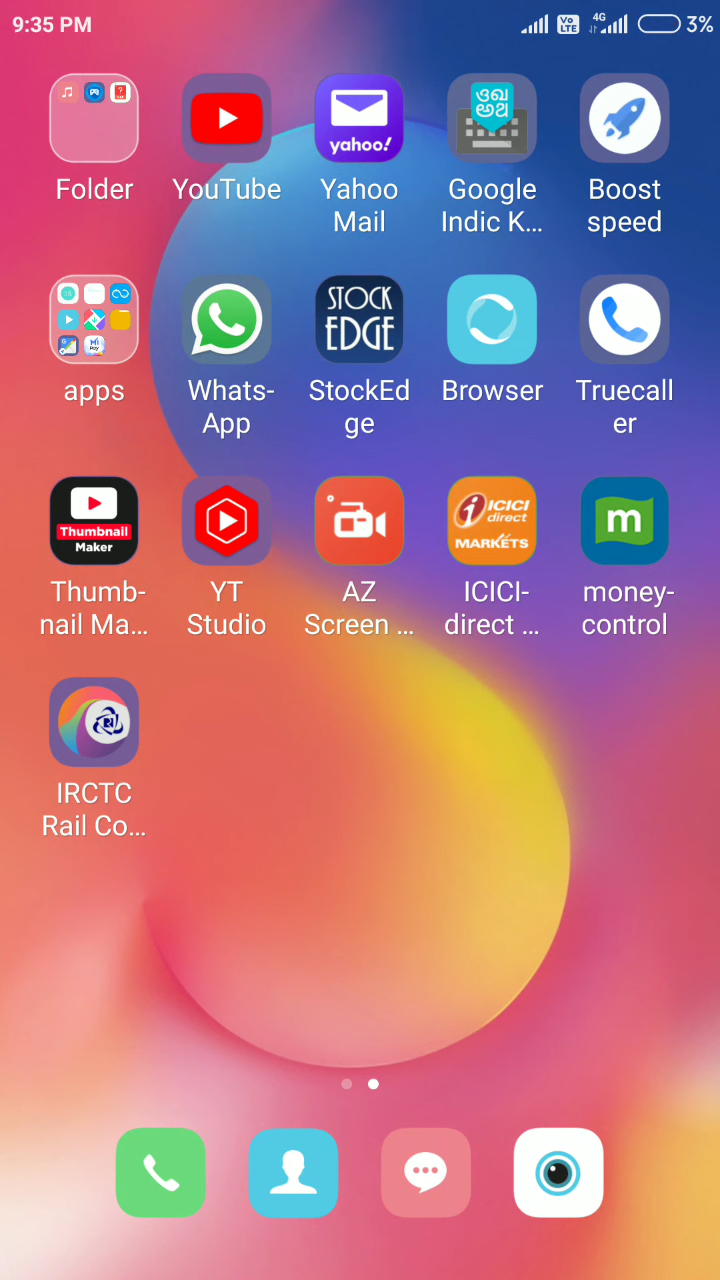 9:35 PM
Vo LTE
4G
3%
Folder
YouTube
yahoo!
Yahoo
Mail
Google
Indic K...
Boost
speed
apps
Whats-
App
STOCK
EDGE
StockEd
ge
Browser
Truecall
er
Thumbnail
Maker
Thumb-
nail Ma...
YT
Studio
AZ
Screen ...
ICICI
direct
MARKETS
ICICI-
direct ...
m
money-
control
IRCTC
Rail Co...